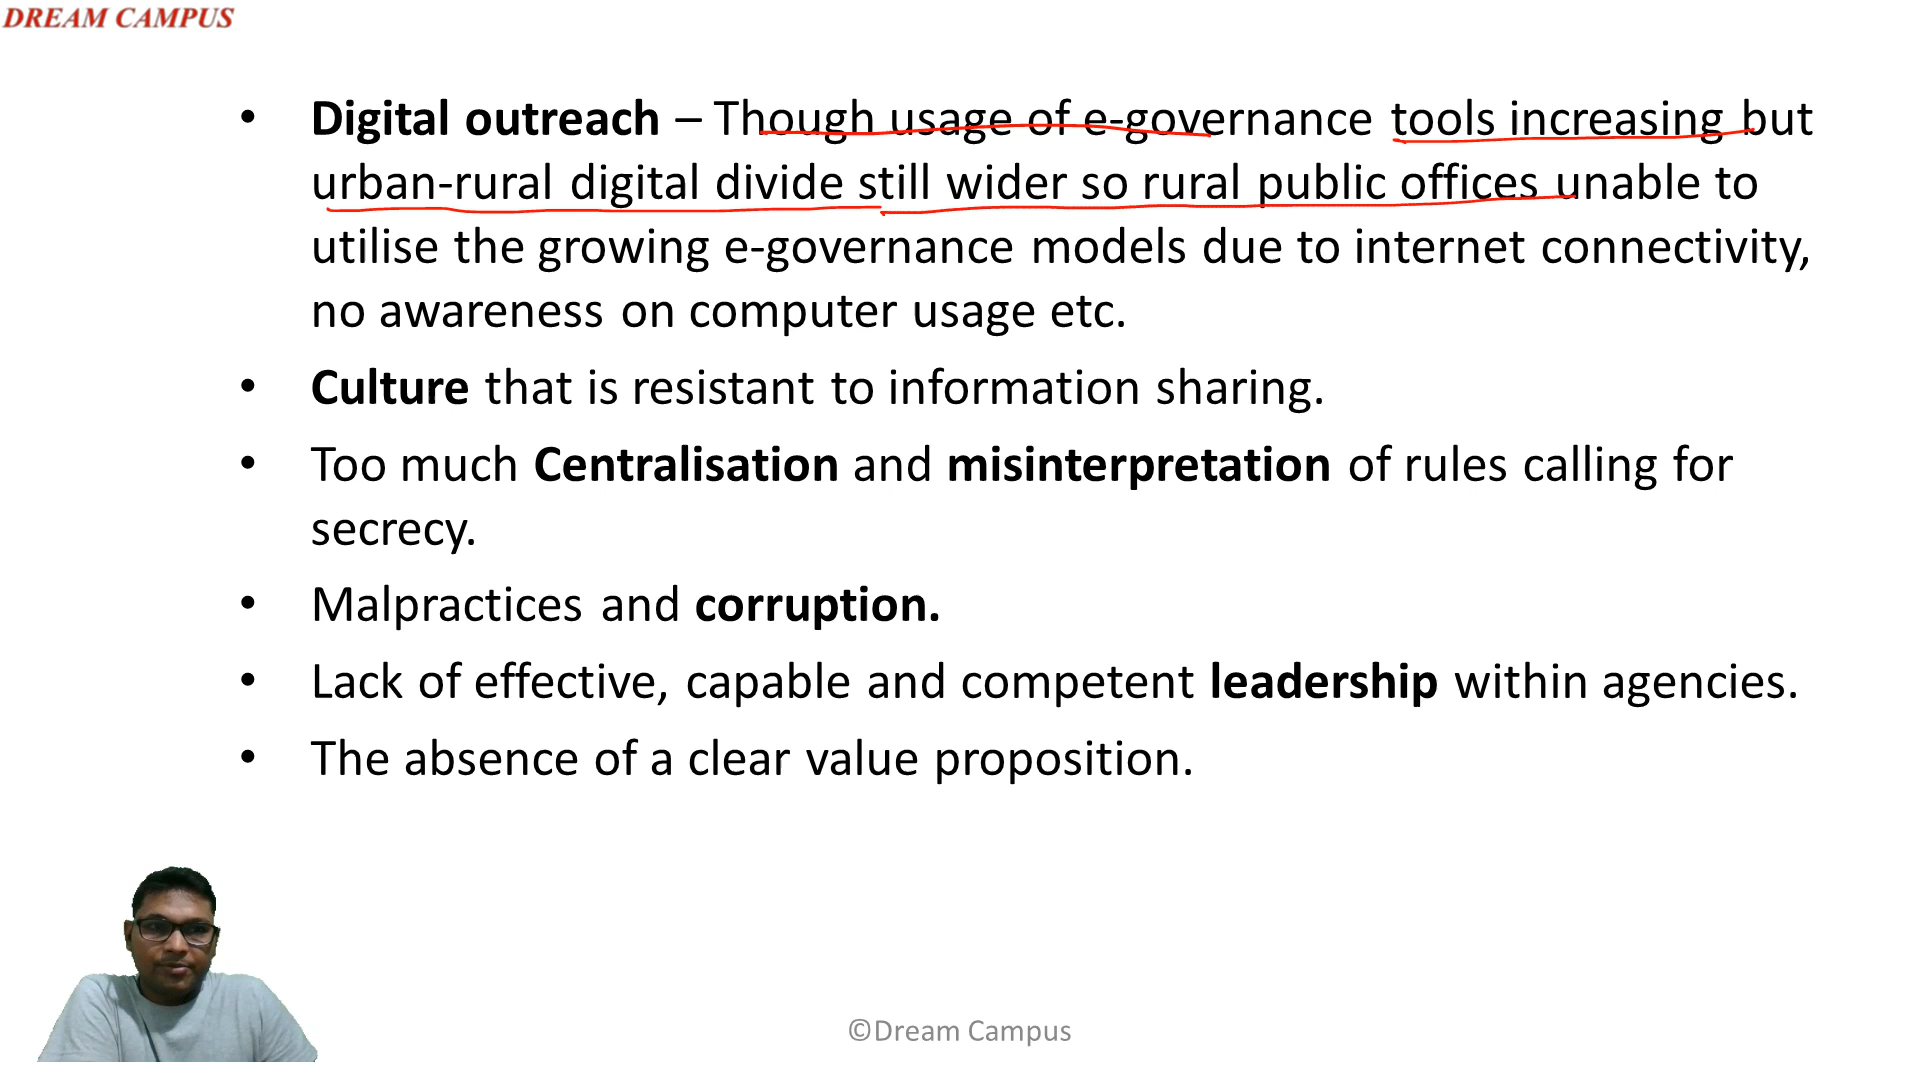 DREAM CAMPUS
• Digital outreach – Though usage of e-governance tools increasing but
urban-rural digital divide still wider so rural public offices unable to
utilise the growing e-governance models due to internet connectivity,
no awareness on computer usage etc.
• Culture that is resistant to information sharing.
• Too much Centralisation and misinterpretation of rules calling for
secrecy.
• Malpractices and corruption.
• Lack of effective, capable and competent leadership within agencies.
• The absence of a clear value proposition.
©Dream Campus